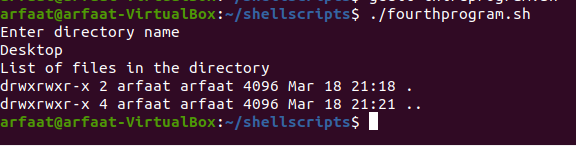 arfaat@arfaat-VirtualBox:~/shellscripts$ ./fourthprogram.sh
Enter directory name
Desktop
List of files in the directory
drwxrwxr-x 2 arfaat arfaat 4096 Mar 18 21:18 .
drwxrwxr-x 4 arfaat arfaat 4096 Mar 18 21:21 ..
arfaat@arfaat-VirtualBox:~/shellscripts$